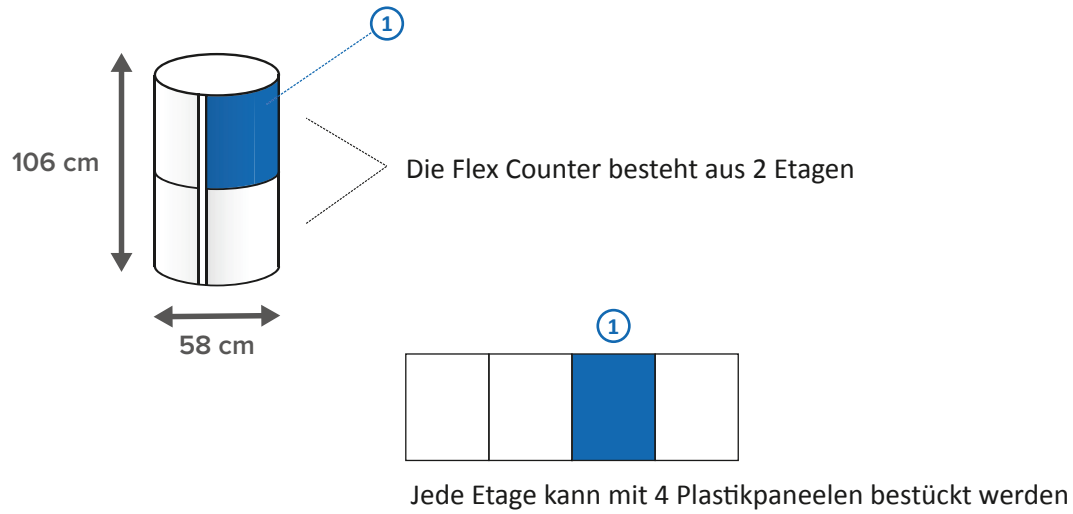 1
106 cm
Die Flex Counter besteht aus 2 Etagen
58 cm
1
Jede Etage kann mit 4 Plastikpaneelen bestückt werden